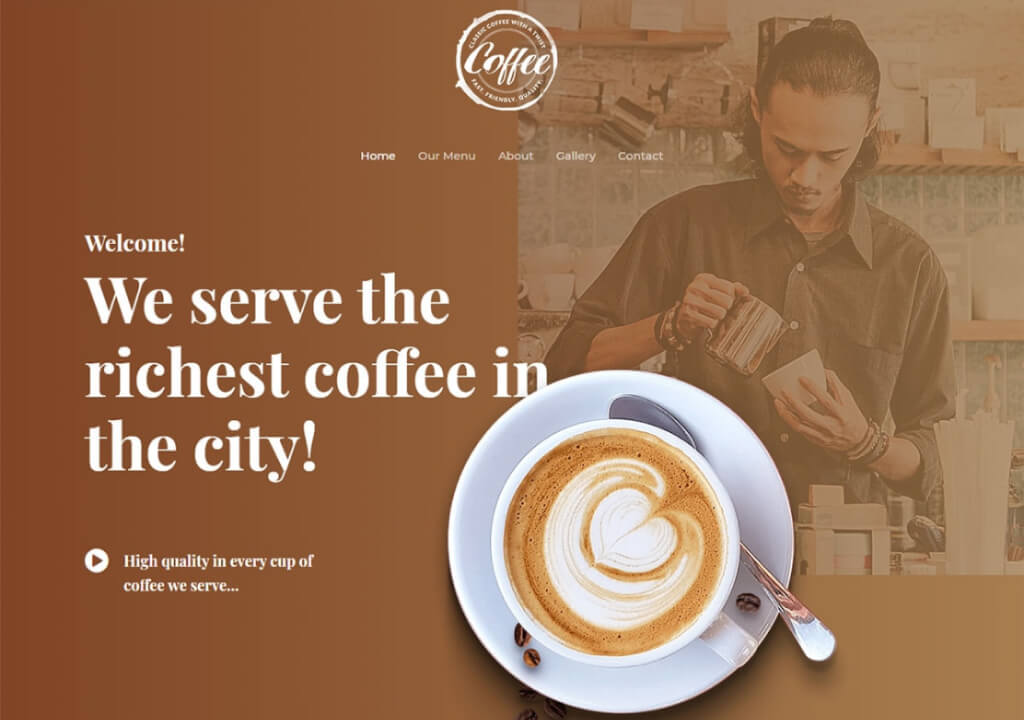 CLASSIC COFFEE WITH A TWIST
Coffee
FAST. FRIENDLY. QUALITY.
Home Our Menu About Gallery Contact
Welcome!
We serve the
richest coffee in
the city!
High quality in every cup of
coffee we serve...